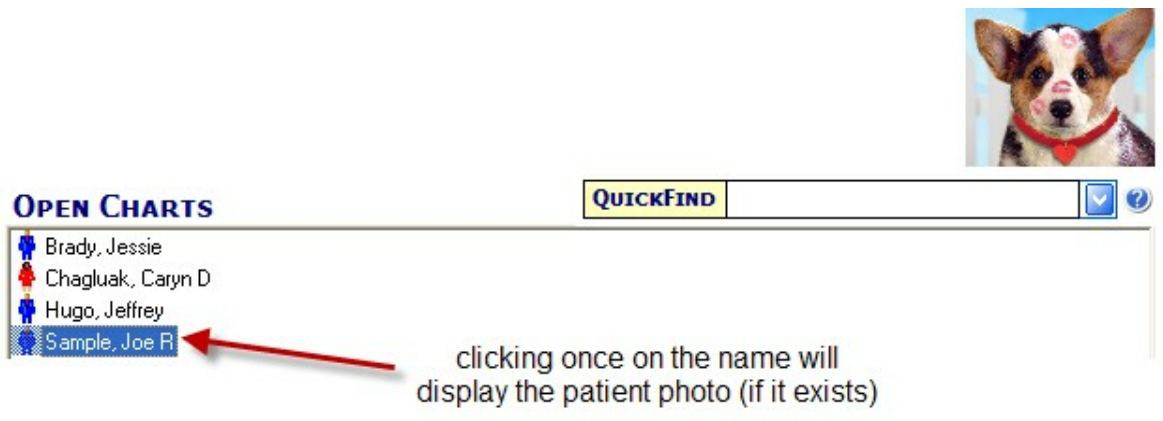 OPEN CHARTS
QUICKFIND
Brady, Jessie
Chagluak, Caryn D
Hugo, Jeffrey
Sample, Joe R
clicking once on the name will
display the patient photo (if it exists)